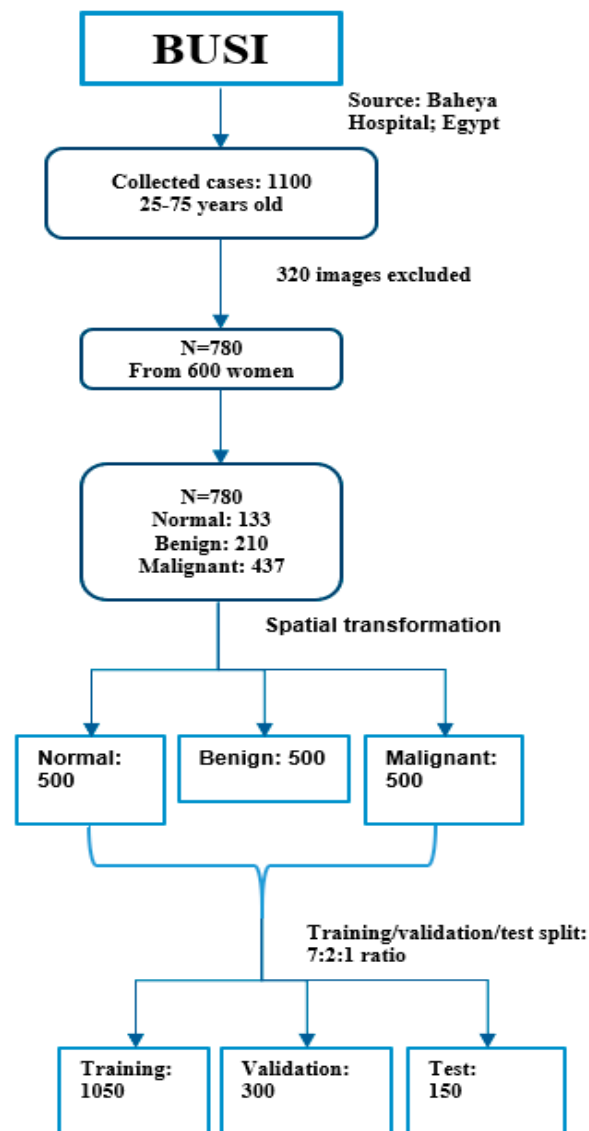 BUSI
Source: Baheya
Hospital; Egypt
Collected cases: 1100
25-75 years old
320 images excluded
N=780
From 600 women
N=780
Normal: 133
Benign: 210
Malignant: 437
Spatial transformation
Normal:
500
Benign: 500
Malignant:
500
Training/validation/test split:
7:2:1 ratio
Training:
1050
Validation:
300
Test:
150